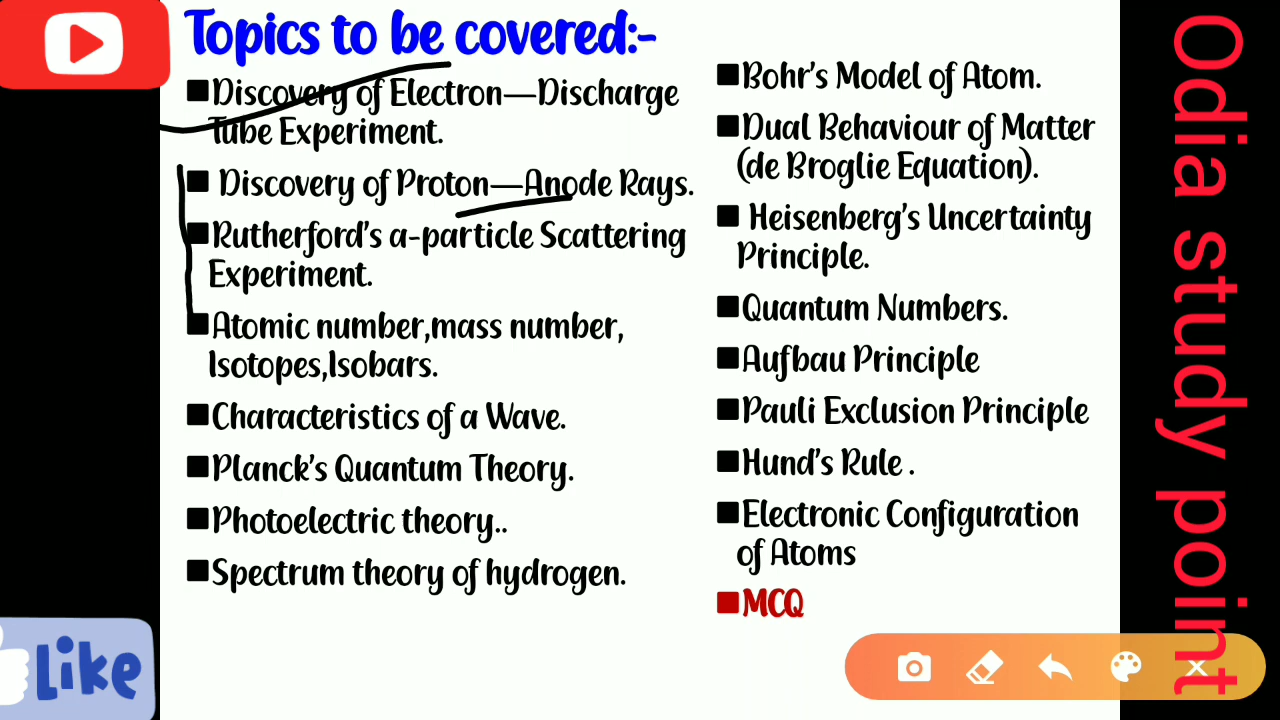 Topics to be covered:-
■Discovery of Electron—Discharge
Tube Experiment.
■ Discovery of Proton—Anode Rays.
■Rutherford's a-particle Scattering
Experiment.
■Atomic number,mass number,
Isotopes,Isobars.
■Characteristics of a Wave.
■Planck's Quantum Theory.
■Photoelectric theory..
■Spectrum theory of hydrogen.
■Bohr's Model of Atom.
■Dual Behaviour of Matter
(de Broglie Equation).
■ Heisenberg's Uncertainty
Principle.
■Quantum Numbers.
■Aufbau Principle
■Pauli Exclusion Principle
■Hund's Rule .
■Electronic Configuration
of Atoms
■MCQ
Odia study point
Like